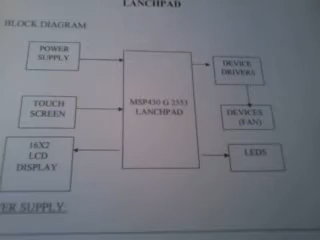 LANCHPAD
BLOCK DIAGRAM
POWER
SUPPLY
DEVICE
DRIVERS
TOUCH
SCREEN
MSP430 G 2553
LANCHPAD
DEVICES
(FAN)
16X2
LCD
DISPLAY
LEDS
ER SUPPLY: